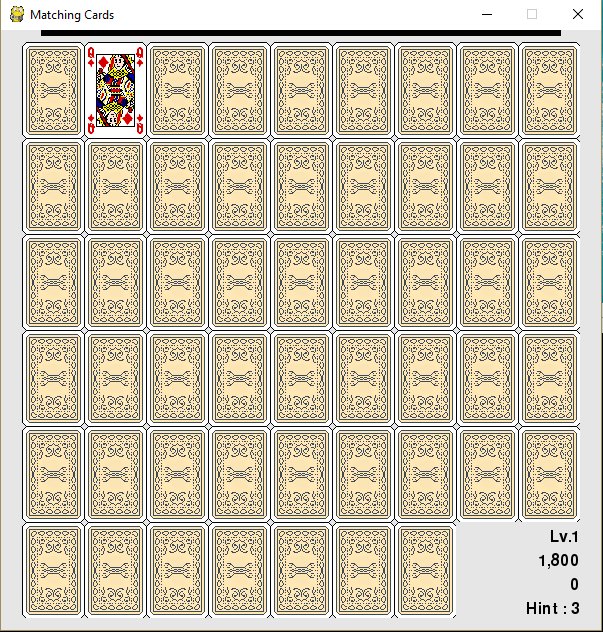 Matching Cards
Q Q
Q Q
Lv.1
1,800
0
Hint : 3